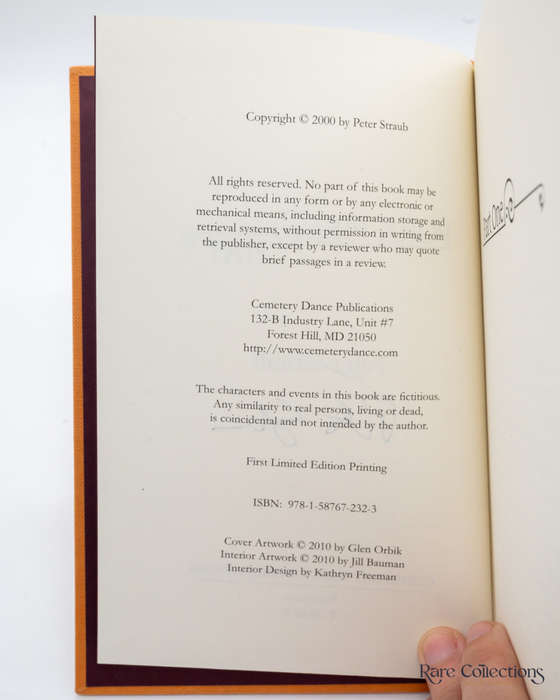 Copyright © 2000 by Peter Straub
All rights reserved. No part of this book may be
reproduced in any form or by any electronic or
mechanical means, including information storage and
retrieval systems, without permission in writing from
the publisher, except by a reviewer who may quote
brief passages in a review.
Cemetery Dance Publications
132-B Industry Lane, Unit #7
Forest Hill, MD 21050
http://www.cemeterydance.com
The characters and events in this book are fictitious.
Any similarity to real persons, living or dead,
is coincidental and not intended by the author.
First Limited Edition Printing
ISBN: 978-1-58767-232-3
Cover Artwork © 2010 by Glen Orbik
Interior Artwork © 2010 by Jill Bauman
Interior Design by Kathryn Freeman
Part One
Rare Collections